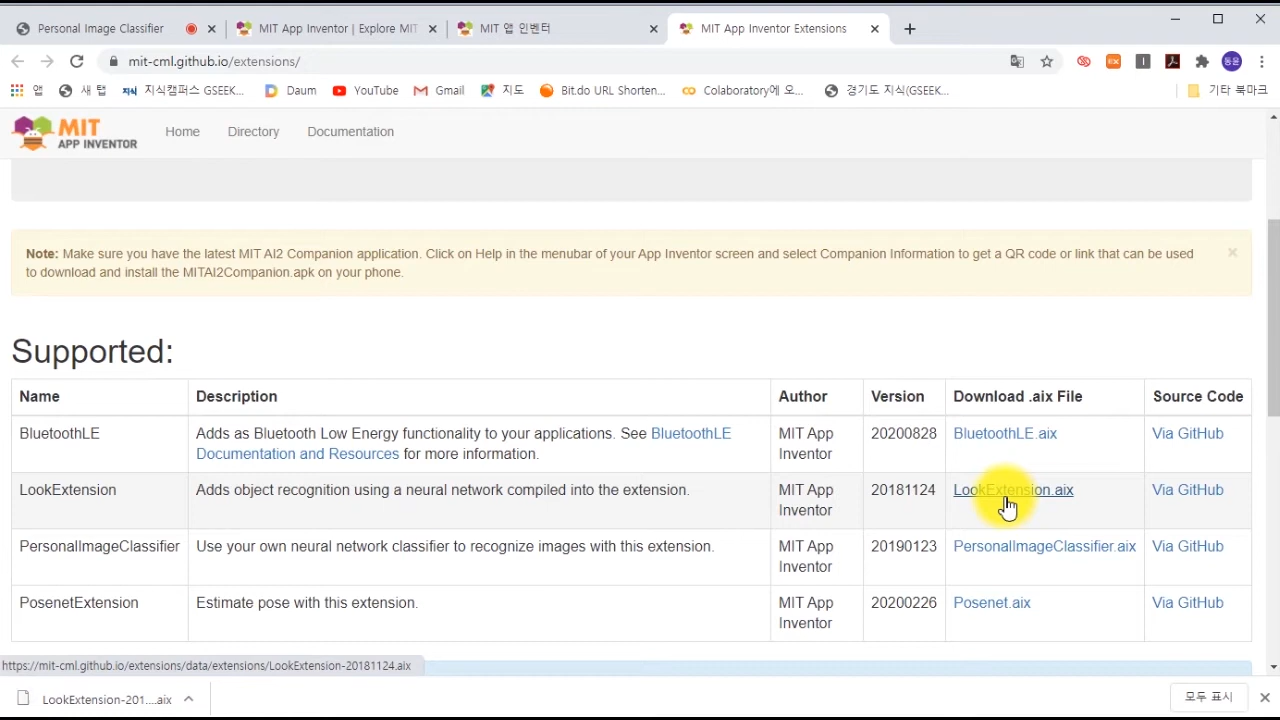 Personal Image Classifier
MIT App Inventor | Explore MIT
MIT 앱 인벤터
MIT App Inventor Extensions
mit-cml.github.io/extensions/
앱
새 탭
지식캠퍼스 GSEEK...
Daum
YouTube
Gmail
지도
Bit.do URL Shorten...
Colaboratory에 오...
경기도 지식(GSEEK...
기타 북마크
MIT
APP INVENTOR
Home
Directory
Documentation
Note: Make sure you have the latest MIT AI2 Companion application. Click on Help in the menubar of your App Inventor screen and select Companion Information to get a QR code or link that can be used
to download and install the MITAI2Companion.apk on your phone.
Supported:
Name Description Author Version Download .aix File Source Code
BluetoothLE Adds as Bluetooth Low Energy functionality to your applications. See BluetoothLE MIT App 20200828 BluetoothLE.aix Via GitHub
Documentation and Resources for more information. Inventor
LookExtension Adds object recognition using a neural network compiled into the extension. MIT App 20181124 LookExtension.aix Via GitHub
Inventor
PersonalImageClassifier Use your own neural network classifier to recognize images with this extension. MIT App 20190123 PersonalImageClassifier.aix Via GitHub
Inventor
PosenetExtension Estimate pose with this extension. MIT App 20200226 Posenet.aix Via GitHub
Inventor
https://mit-cml.github.io/extensions/data/extensions/LookExtension-20181124.aix
LookExtension-201....aix
모두 표시